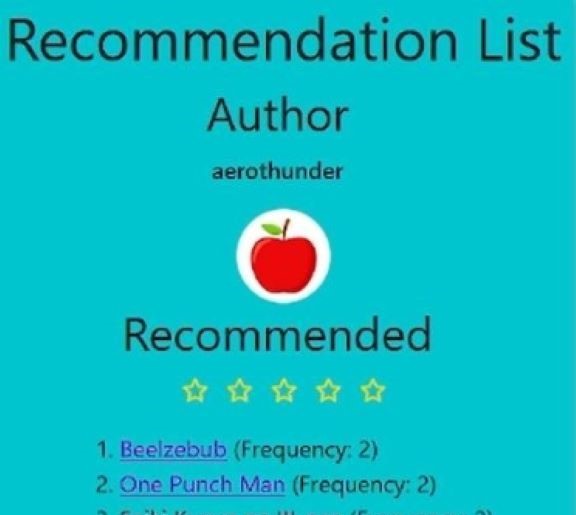 Recommendation List
Author
aerothunder
Recommended
1. Beelzebub (Frequency: 2)
2. One Punch Man (Frequency: 2)